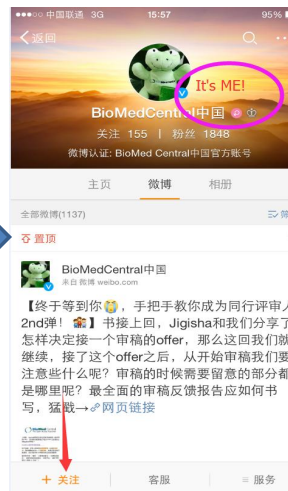 中国联通 3G 15:57 95%
返回
It's ME!
BioMedCentral中国
关注 155 | 粉丝 1848
微博认证: BioMed Central中国官方账号
主页 微博 相册
全部微博(1137)
置顶
BioMedCentral中国
来自 微博 weibo.com
【终于等到你，手把手教你成为同行评审人
2nd弹！】书接上回，Jigisha和我们分享了
怎样决定接一个审稿的offer，那么这回我们就
继续，接了这个offer之后，从开始审稿我们要
注意些什么呢？审稿的时候需要留意的部分都
是哪里呢？最全面的审稿反馈报告应如何书
写，猛戳→网页链接
+ 关注 客服 服务